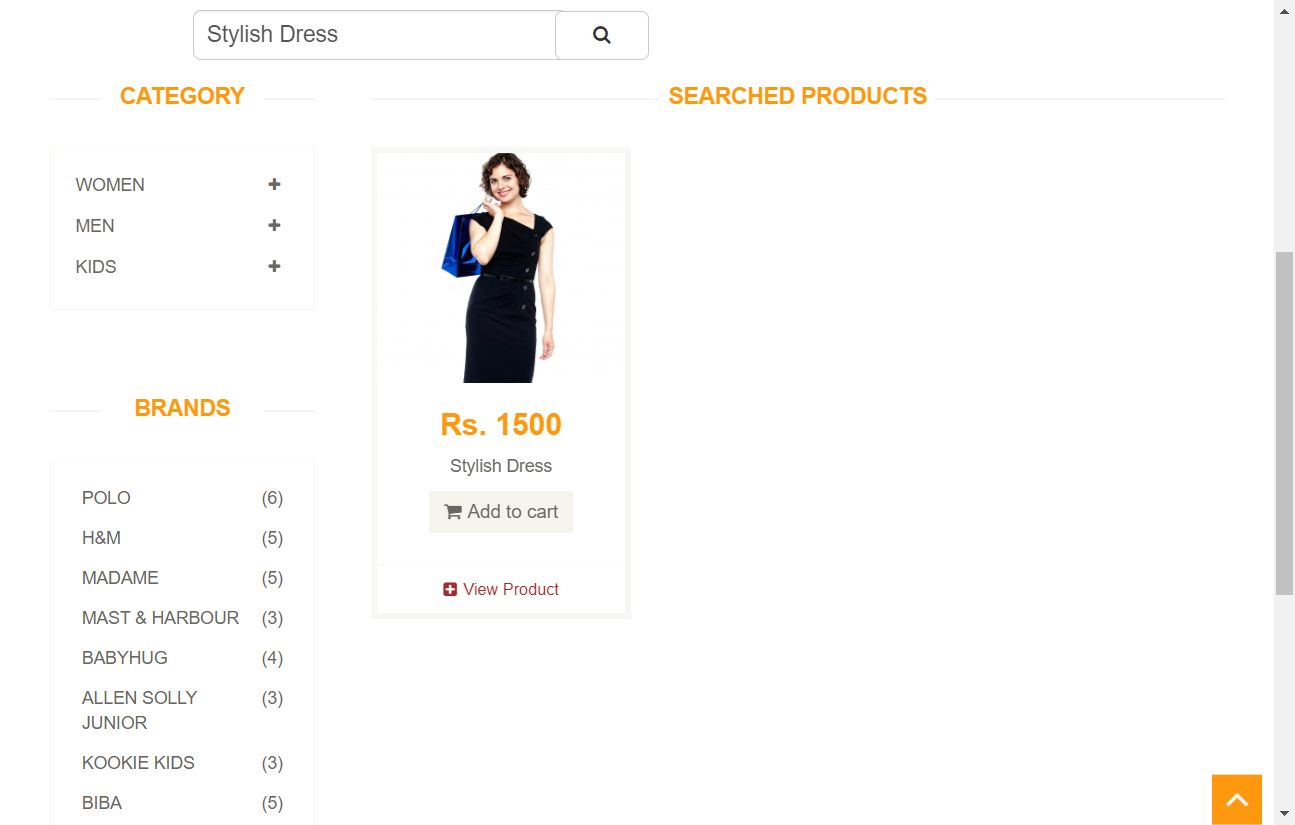 Stylish Dress
CATEGORY
WOMEN
MEN
KIDS
BRANDS
POLO (6)
H&M (5)
MADAME (5)
MAST & HARBOUR (3)
BABYHUG (4)
ALLEN SOLLY (3)
JUNIOR
KOOKIE KIDS (3)
BIBA (5)
SEARCHED PRODUCTS
Rs. 1500
Stylish Dress
Add to cart
View Product